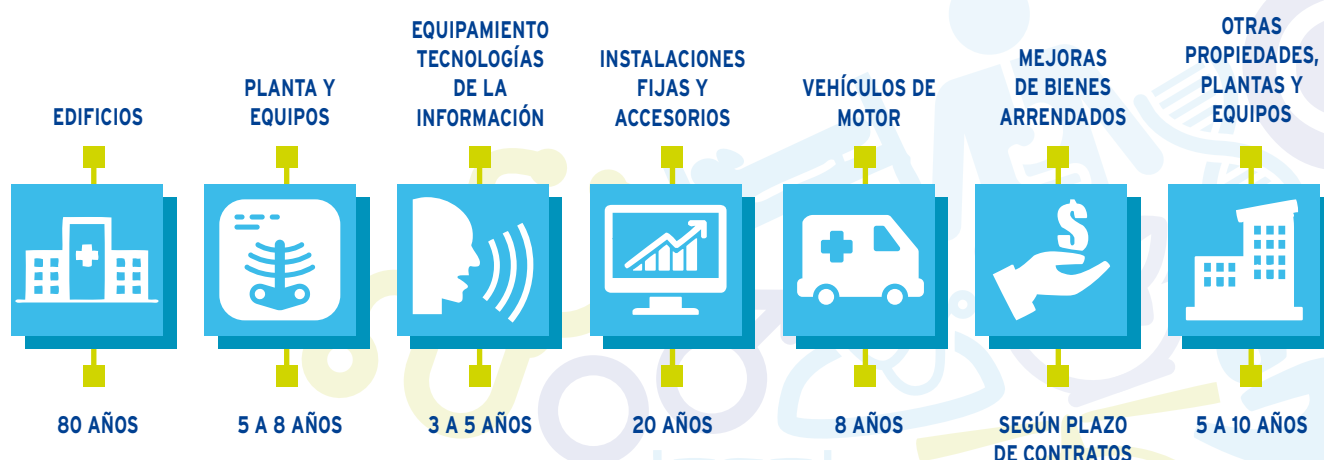 EDIFICIOS
PLANTA Y
EQUIPOS
EQUIPAMIENTO
TECNOLOGÍAS
DE LA
INFORMACIÓN
INSTALACIONES
FIJAS Y
ACCESORIOS
VEHÍCULOS DE
MOTOR
MEJORAS
DE BIENES
ARRENDADOS
OTRAS
PROPIEDADES,
PLANTAS Y
EQUIPOS
$
80 AÑOS
5 A 8 AÑOS
3 A 5 AÑOS
20 AÑOS
8 AÑOS
SEGÚN PLAZO
DE CONTRATOS
5 A 10 AÑOS